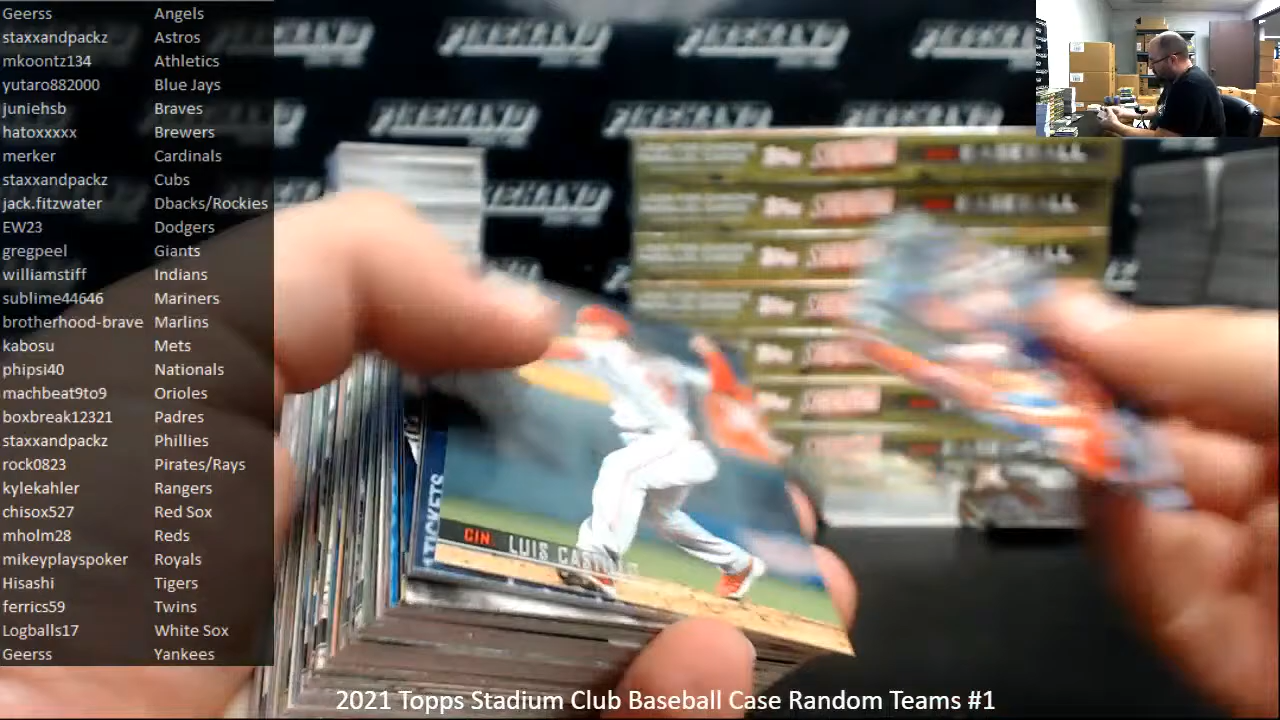 Geerss Angels
staxxandpackz Astros
mkoontz134 Athletics
yutaro882000 Blue Jays
juniehsb Braves
hatoxxxxx Brewers
merker Cardinals
staxxandpackz Cubs
jack.fitzwater Dbacks/Rockies
EW23 Dodgers
gregpeel Giants
williamstiff Indians
sublime44646 Mariners
brotherhood-brave Marlins
kabosu Mets
phipsi40 Nationals
machbeat9to9 Orioles
boxbreak12321 Padres
staxxandpackz Phillies
rock0823 Pirates/Rays
kylekahler Rangers
chisox527 Red Sox
mholm28 Reds
mikeyplayspoker Royals
Hisashi Tigers
ferrics59 Twins
Logballs17 White Sox
Geerss Yankees
TICKETS
CIN LUIS
2021 Topps Stadium Club Baseball Case Random Teams #1